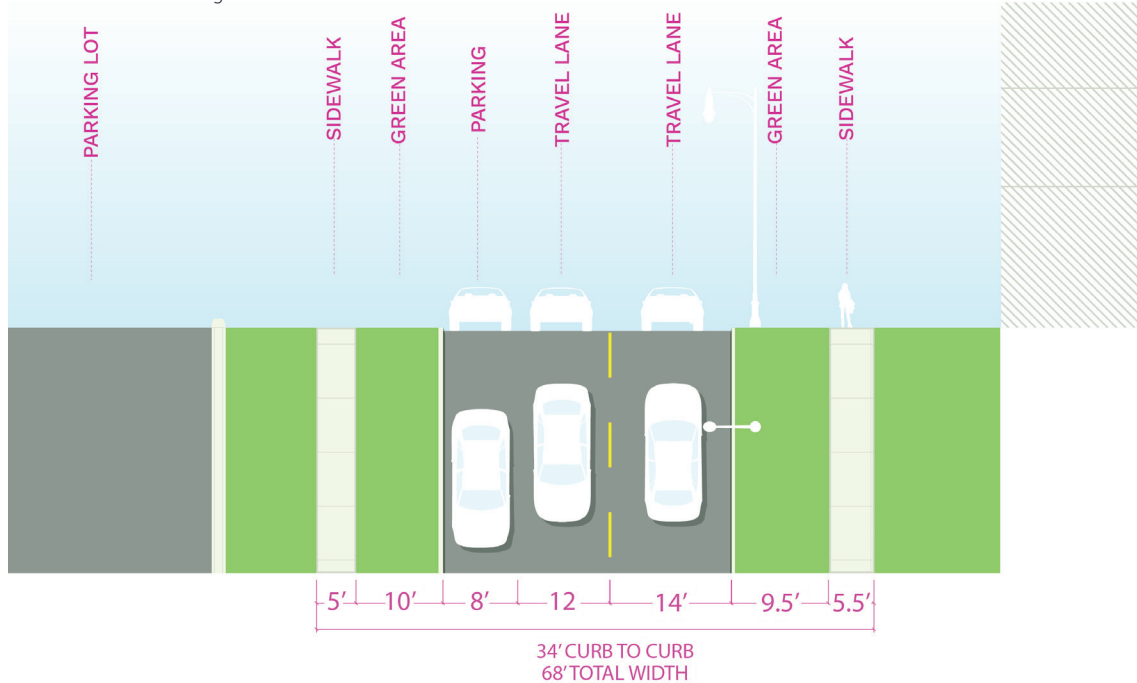 PARKING LOT
SIDEWALK
GREEN AREA
PARKING
TRAVEL LANE
TRAVEL LANE
GREEN AREA
SIDEWALK
5’
10’
8’
12
14’
9.5’
5.5’
34’ CURB TO CURB
68’ TOTAL WIDTH